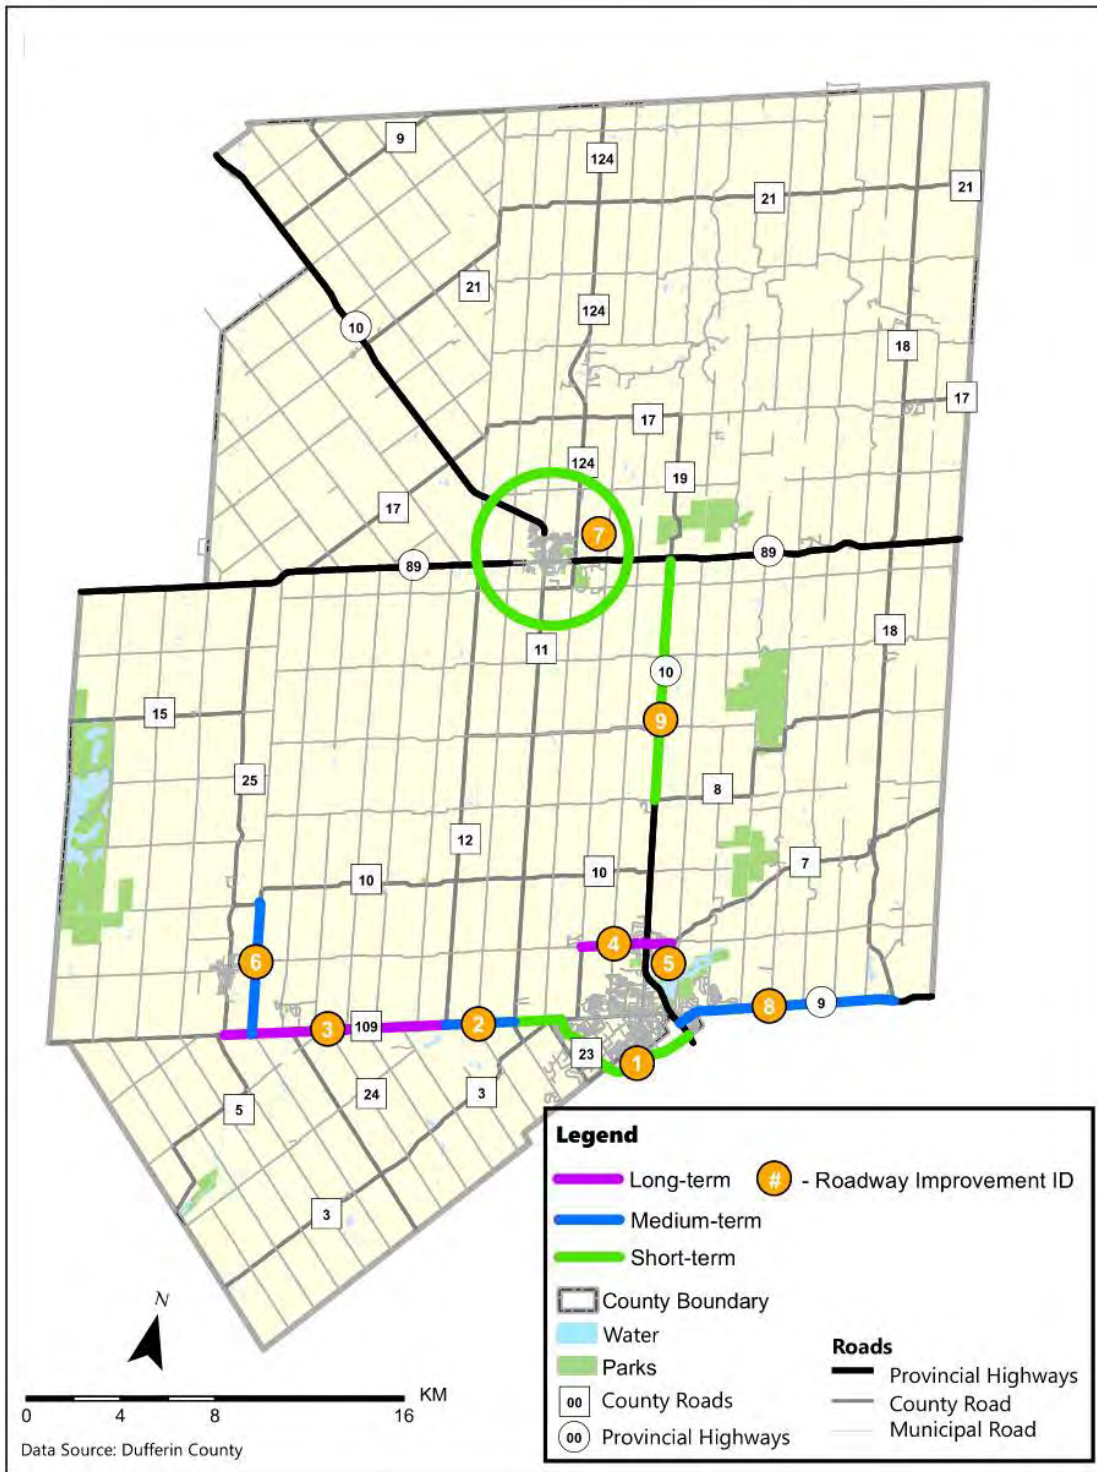 9
124
21
21
21
124
10
18
17
17
124
19
17
7
89
89
18
11
10
15
9
25
8
12
7
10
10
4
6
5
8
9
3
109
2
23
1
24
3
5
3
N
KM
0 4 8 16
Data Source: Dufferin County
Legend
Long-term # - Roadway Improvement ID
Medium-term
Short-term
County Boundary
Water
Parks
00 County Roads
00 Provincial Highways
Roads
Provincial Highways
County Road
Municipal Road